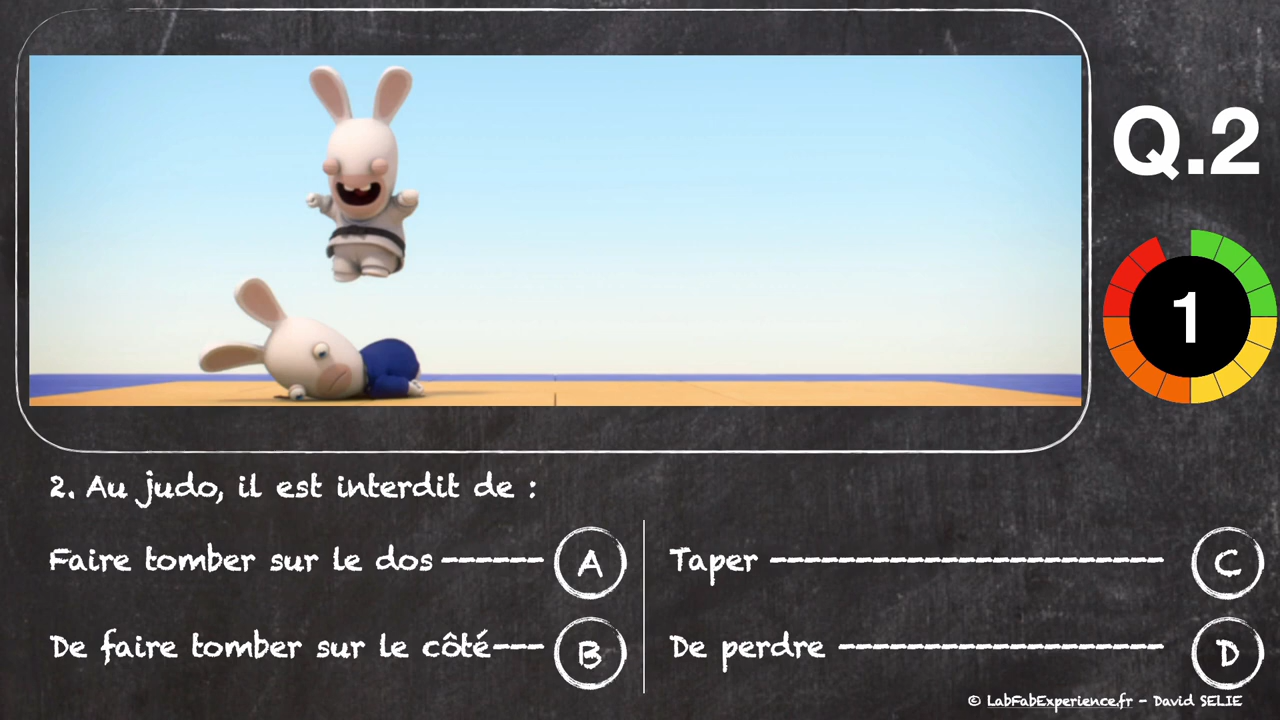 Q.2
1
2. Au judo, il est interdit de :
Faire tomber sur le dos ------ A
De faire tomber sur le côté--- B
Taper ----------------------- C
De perdre ------------------- D
© LabFabExperience.fr - David SELIE